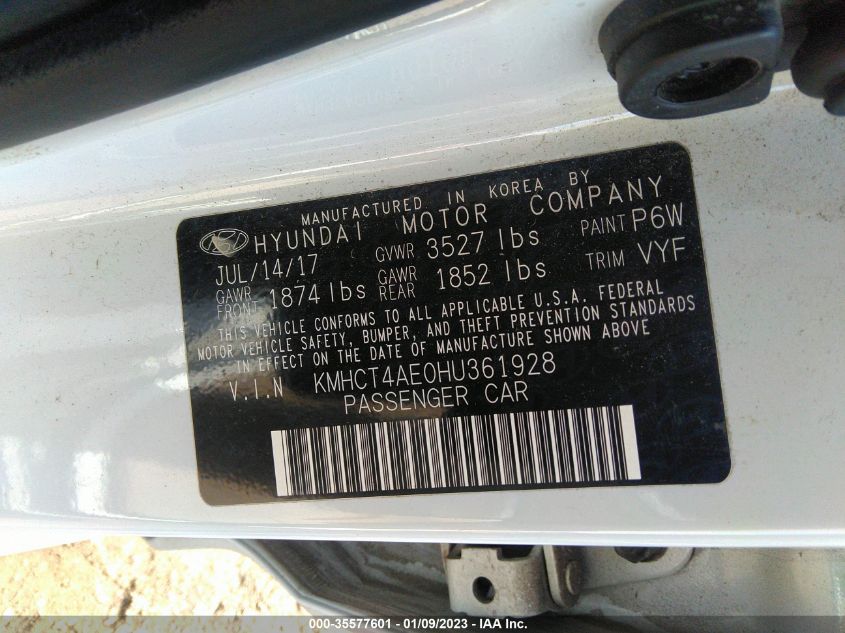 MANUFACTURED IN KOREA BY
HYUNDAI MOTOR COMPANY
JUL/14/17 GVWR 3527 lbs PAINT P6W
GAWR FRONT 1874 lbs GAWR REAR 1852 lbs TRIM VYF
THIS VEHICLE CONFORMS TO ALL APPLICABLE U.S.A. FEDERAL
MOTOR VEHICLE SAFETY, BUMPER, AND THEFT PREVENTION STANDARDS
IN EFFECT ON THE DATE OF MANUFACTURE SHOWN ABOVE
V.I.N KMHCT4AE0HU361928
PASSENGER CAR
000-35577601 - 01/09/2023 - IAA Inc.